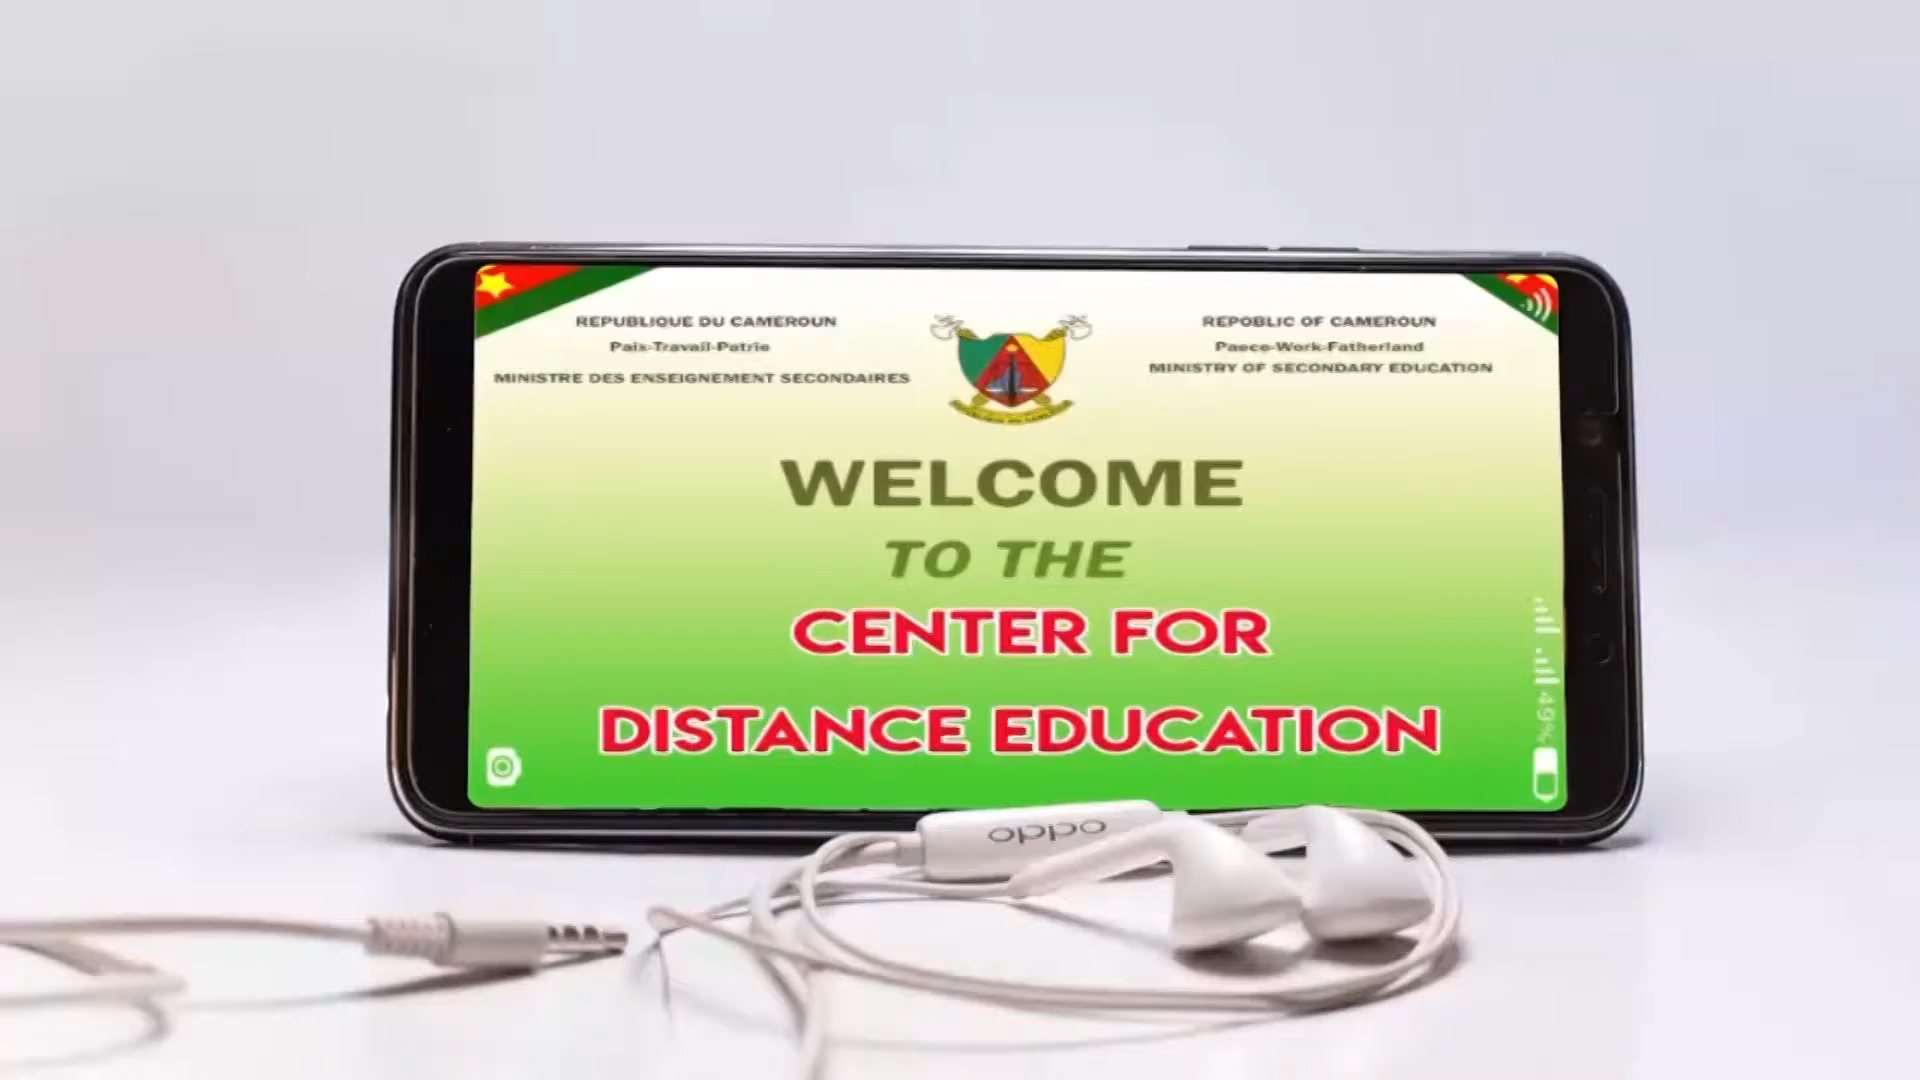 REPUBLIQUE DU CAMEROUN
Paix-Travail-Patrie
MINISTRE DES ENSEIGNEMENT SECONDAIRES
REPOBLIC OF CAMEROUN
Paece-Work-Fatherland
MINISTRY OF SECONDARY EDUCATION
WELCOME
TO THE
CENTER FOR
DISTANCE EDUCATION
49%
oppo